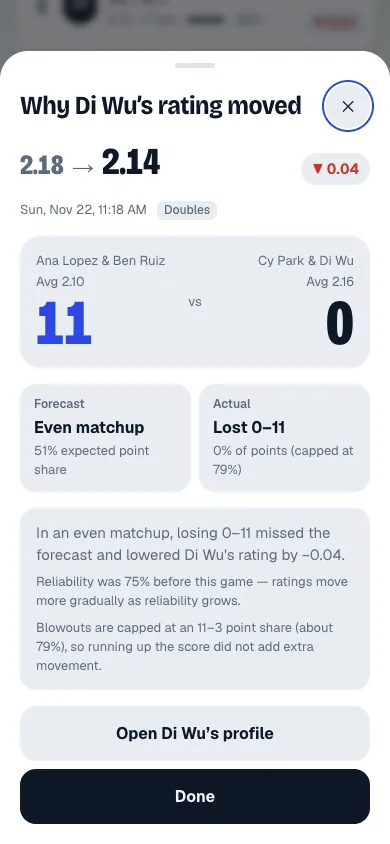 Why Di Wu's rating moved
2.18 → 2.14
▼ 0.04
Sun, Nov 22, 11:18 AM Doubles
Ana Lopez & Ben Ruiz
Avg 2.10
11
vs
Cy Park & Di Wu
Avg 2.16
0
Forecast
Even matchup
51% expected point
share
Actual
Lost 0–11
0% of points (capped at
79%)
In an even matchup, losing 0–11 missed the
forecast and lowered Di Wu's rating by −0.04.
Reliability was 75% before this game — ratings move
more gradually as reliability grows.
Blowouts are capped at an 11–3 point share (about
79%), so running up the score did not add extra
movement.
Open Di Wu's profile
Done